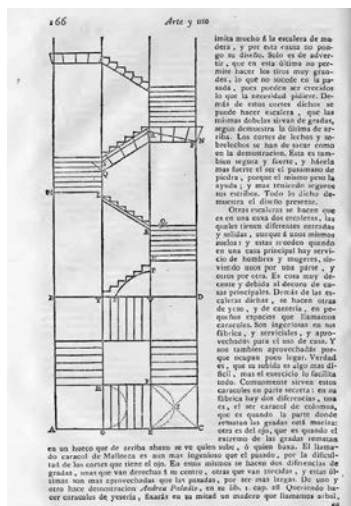 166 Arte y uso
imita mucho á la escalera de ma-
dera, y por esta causa no pon-
go su diseño. Solo es de adver-
tir, que en esta última no per-
mite hacer los tiros muy gran-
des, lo que no sucede en la pa-
sada, pues pueden ser crecidos
lo que la necesidad pidiere. De-
más de estos cortes dichos se
puede hacer escalera, que las
mismas dobelas sirvan de gradas,
segun demuestra la última de ar-
riba. Los cortes de lechos y so-
brelechos se han de sacar como
en la demostracion. Esta es tam-
bien segura y fuerte, y hácela
mas fuerte el ser el pasamano de
piedra, porque el mismo peso la
ayuda; y mas teniendo seguros
sus estribos. Todo lo dicho de-
muestra el diseño presente.
Otras escaleras se hacen que
es en una caxa dos escaleras, las
quales tienen diferentes entradas
y salidas, aunque á unos mismos
suelos: y estas suceden quando
en una casa principal hay servi-
cio de hombres y mugeres, sir-
viendo unos por una parte, y
otros por otra. Es cosa muy de-
cente y debida al decoro de ca-
sas principales. Demás de las es-
caleras dichas, se hacen otras
de yeso, y de cantería, en pe-
queños espacios que llamamos
caracoles. Son ingeniosas en sus
fábrica, y serviciales, y apro-
vechadas para el uso de casa. Y
son tambien aprovechadas por-
que ocupan poco lugar. Verdad
es, que su subida es algo mas di-
ficil, mas el exercicio lo facilita
todo. Comunmente sirven estos
caracoles en parte secreta: en su
fábrica hay dos diferencias, una
es, el ser caracol de coluna,
que es quando la parte donde
rematan las gradas está maciza:
otra es del ojo, que es quando el
extremo de las gradas rematan
en un hueco que de arriba abaxo se ve quien sube, ó quien baxa. El llama-
do caracol de Mallorca es aun mas ingenioso que el pasado, por la dificul-
tad de los cortes que tiene el ojo. En estos mismos se hacen dos diferencias de
gradas, unas que van derechas á su centro, otras que van torcidas, y estas úl-
timas son mas aprovechadas que las pasadas, por ser mas largas. De uno y
otro hace demostracion Andrea Paladio, en su lib. 1. cap. 28 Queriendo ha-
cer caracoles de yesería, fixarás en su mitad un madero que llamamos arbol,